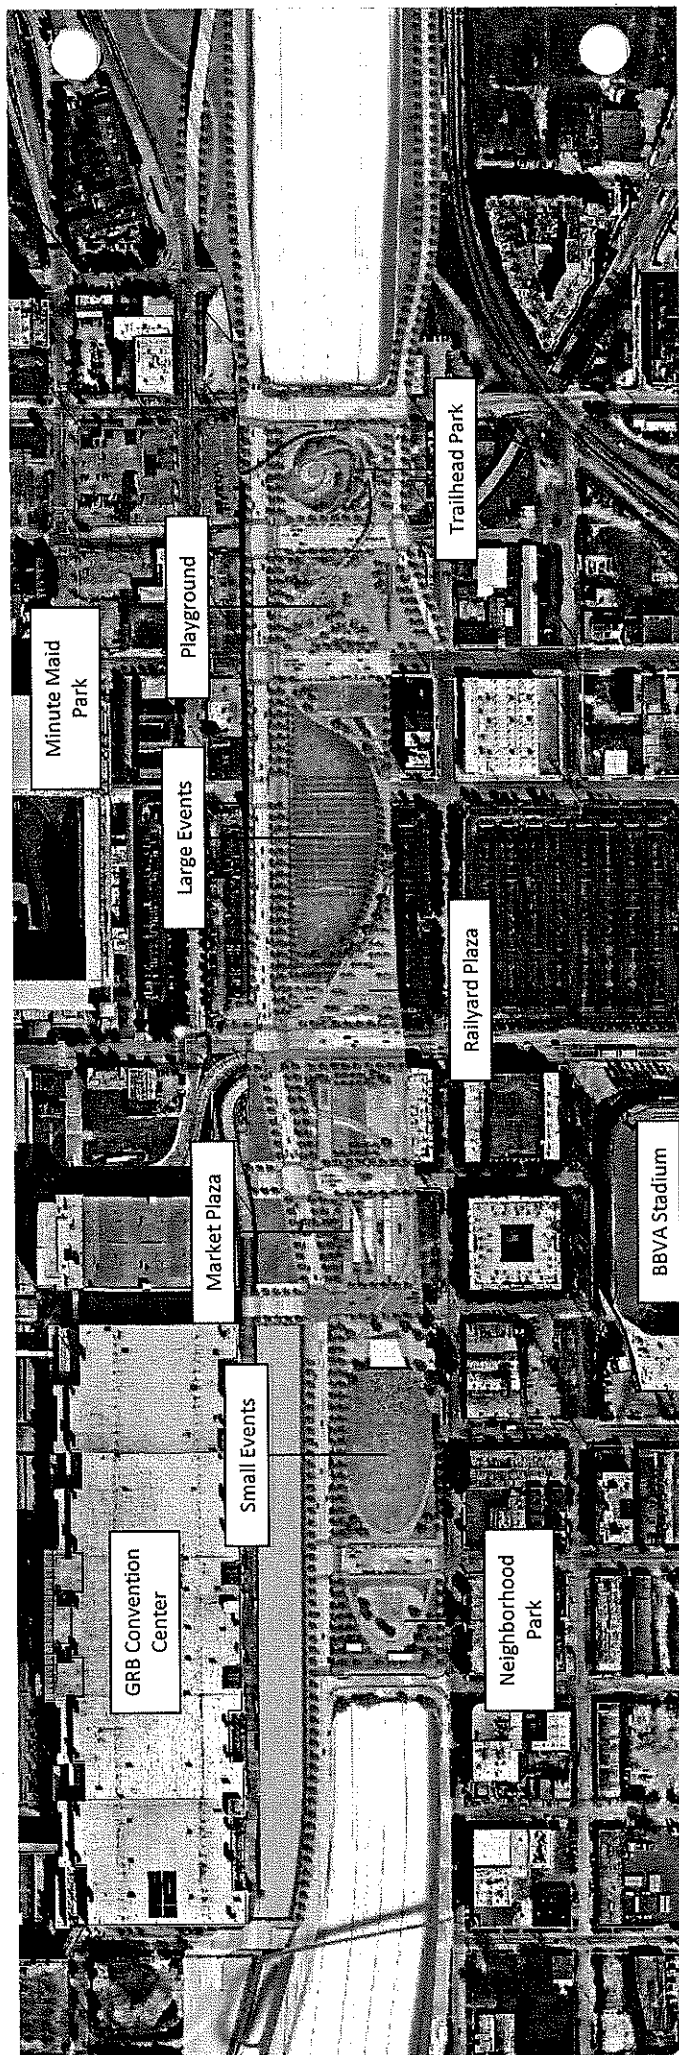 Minute Maid
Park
GRB Convention
Center
Small Events
Market Plaza
Large Events
Playground
Neighborhood
Park
Railyard Plaza
Trailhead Park
BBVA Stadium